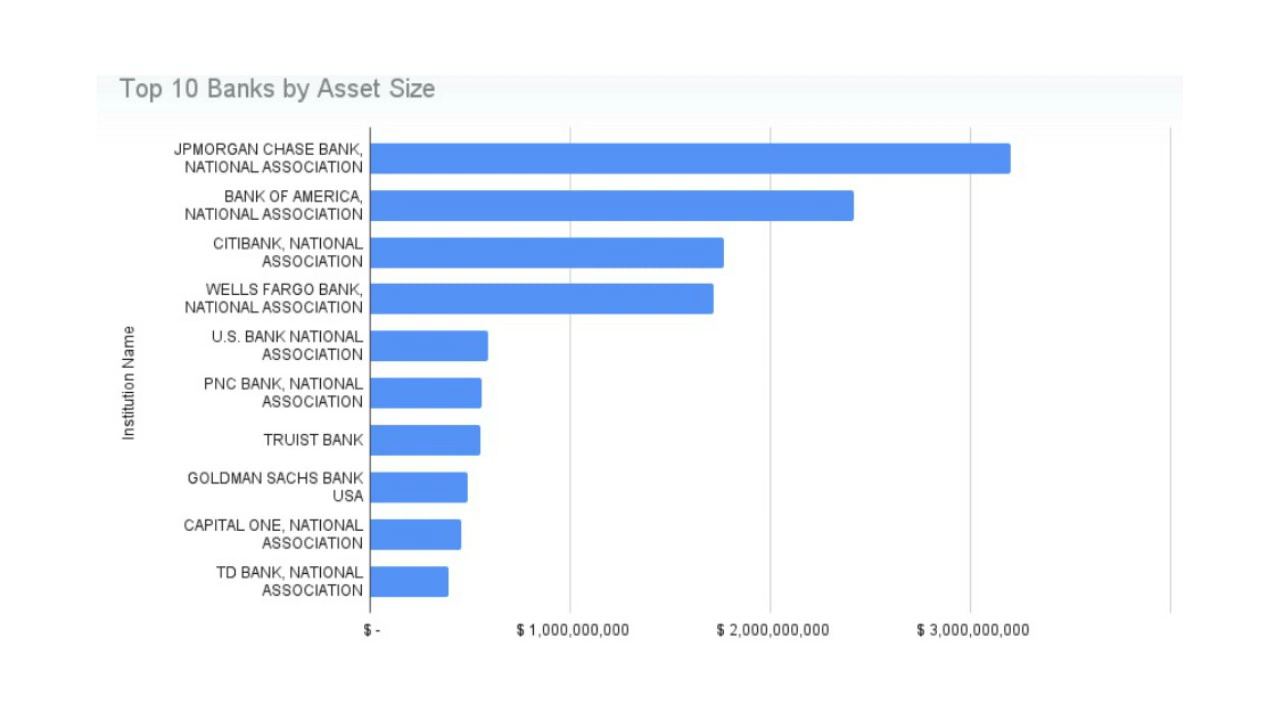 Top 10 Banks by Asset Size
JPMORGAN CHASE BANK,
NATIONAL ASSOCIATION
BANK OF AMERICA,
NATIONAL ASSOCIATION
CITIBANK, NATIONAL
ASSOCIATION
WELLS FARGO BANK,
NATIONAL ASSOCIATION
U.S. BANK NATIONAL
ASSOCIATION
PNC BANK, NATIONAL
ASSOCIATION
TRUIST BANK
GOLDMAN SACHS BANK
USA
CAPITAL ONE, NATIONAL
ASSOCIATION
TD BANK, NATIONAL
ASSOCIATION
Institution Name
$ -
$ 1,000,000,000
$ 2,000,000,000
$ 3,000,000,000